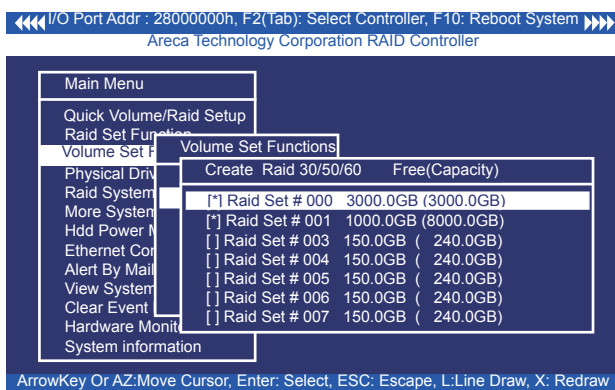 I/O Port Addr : 28000000h, F2(Tab): Select Controller, F10: Reboot System
Areca Technology Corporation RAID Controller
Main Menu
Quick Volume/Raid Setup
Raid Set Function
Volume Set F
Physical Driv
Raid System
More System
Hdd Power M
Ethernet Con
Alert By Mail
View System
Clear Event
Hardware Monit
System information
Volume Set Functions
Create Raid 30/50/60 Free(Capacity)
[*] Raid Set # 000 3000.0GB (3000.0GB)
[*] Raid Set # 001 1000.0GB (8000.0GB)
[ ] Raid Set # 003 150.0GB ( 240.0GB)
[ ] Raid Set # 004 150.0GB ( 240.0GB)
[ ] Raid Set # 005 150.0GB ( 240.0GB)
[ ] Raid Set # 006 150.0GB ( 240.0GB)
[ ] Raid Set # 007 150.0GB ( 240.0GB)
ArrowKey Or AZ:Move Cursor, Enter: Select, ESC: Escape, L:Line Draw, X: Redraw